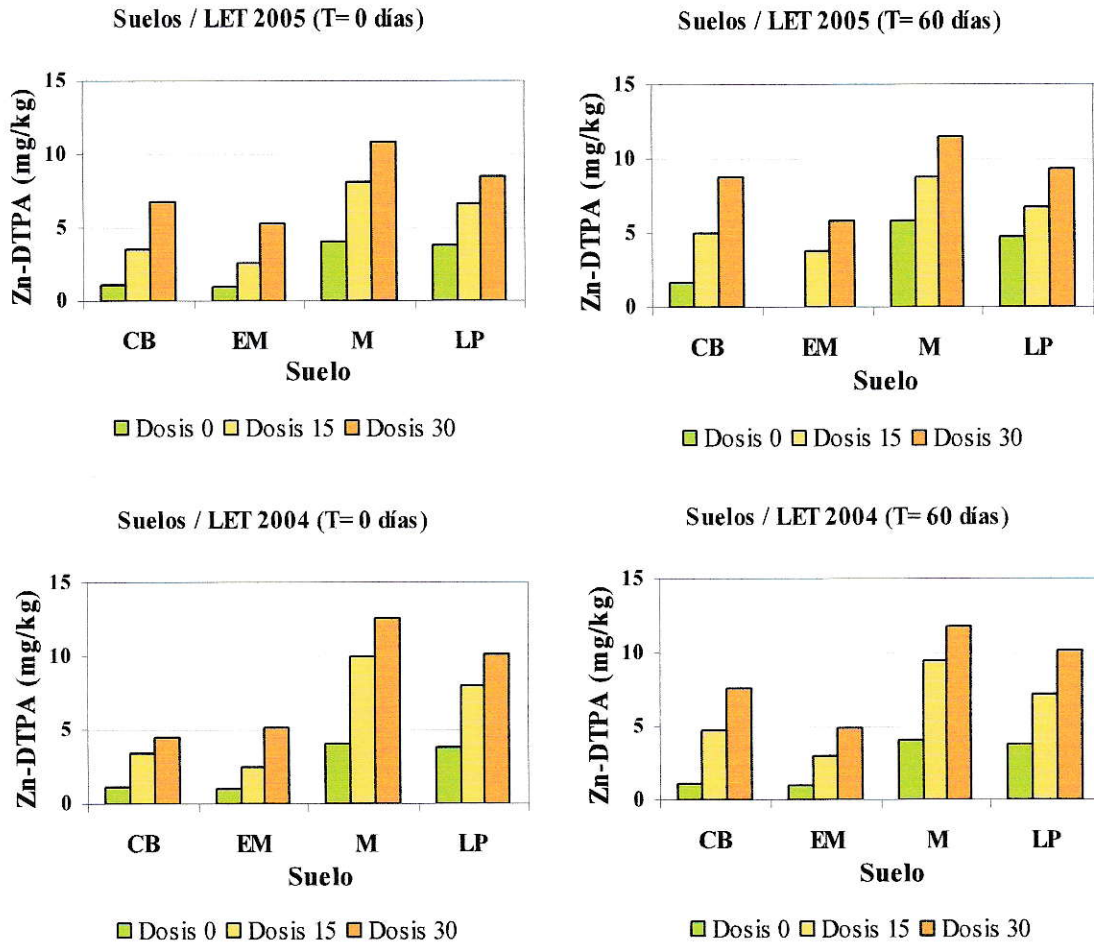 Suelos / LET 2005 (T= 0 días)
Zn-DTPA (mg/kg)
15
10
5
0
CB EM M LP
Suelo
Dosis 0 Dosis 15 Dosis 30
Suelos / LET 2005 (T= 60 días)
Zn-DTPA (mg/kg)
15
10
5
0
CB EM M LP
Suelo
Dosis 0 Dosis 15 Dosis 30
Suelos / LET 2004 (T= 0 días)
Zn-DTPA (mg/kg)
15
10
5
0
CB EM M LP
Suelo
Dosis 0 Dosis 15 Dosis 30
Suelos / LET 2004 (T= 60 días)
Zn-DTPA (mg/kg)
15
10
5
0
CB EM M LP
Suelo
Dosis 0 Dosis 15 Dosis 30